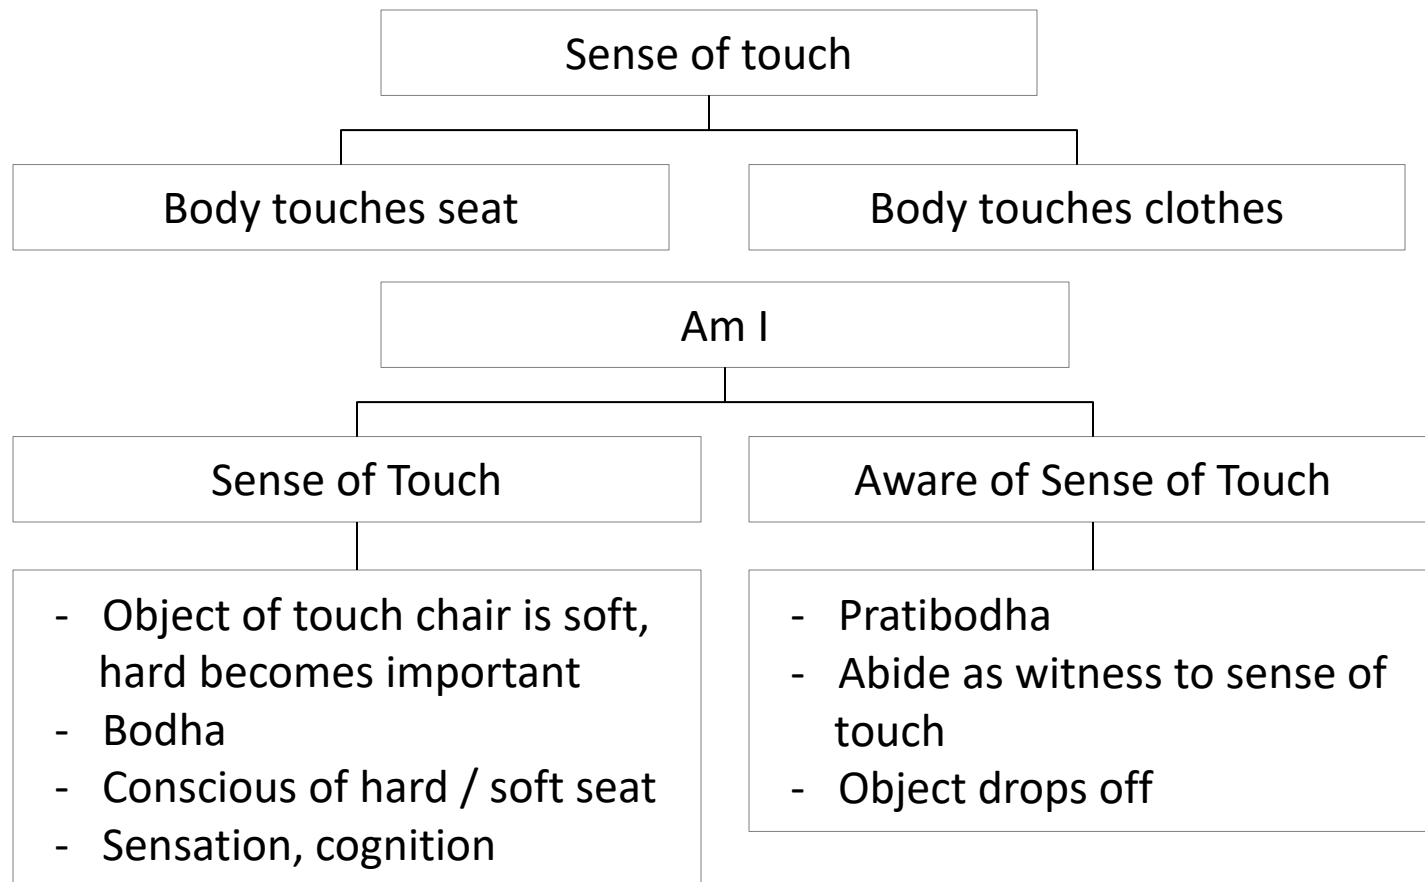 Sense of touch
Body touches seat
Body touches clothes
Am I
Sense of Touch
Aware of Sense of Touch
- Object of touch chair is soft,
hard becomes important
- Bodha
- Conscious of hard / soft seat
- Sensation, cognition
- Pratibodha
- Abide as witness to sense of
touch
- Object drops off